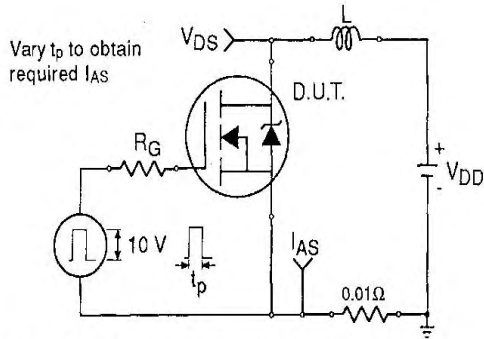 Vary tp to obtain
required IAS
VDS
L
D.U.T.
RG
+
VDD
-
10 V
tp
IAS
0.01Ω